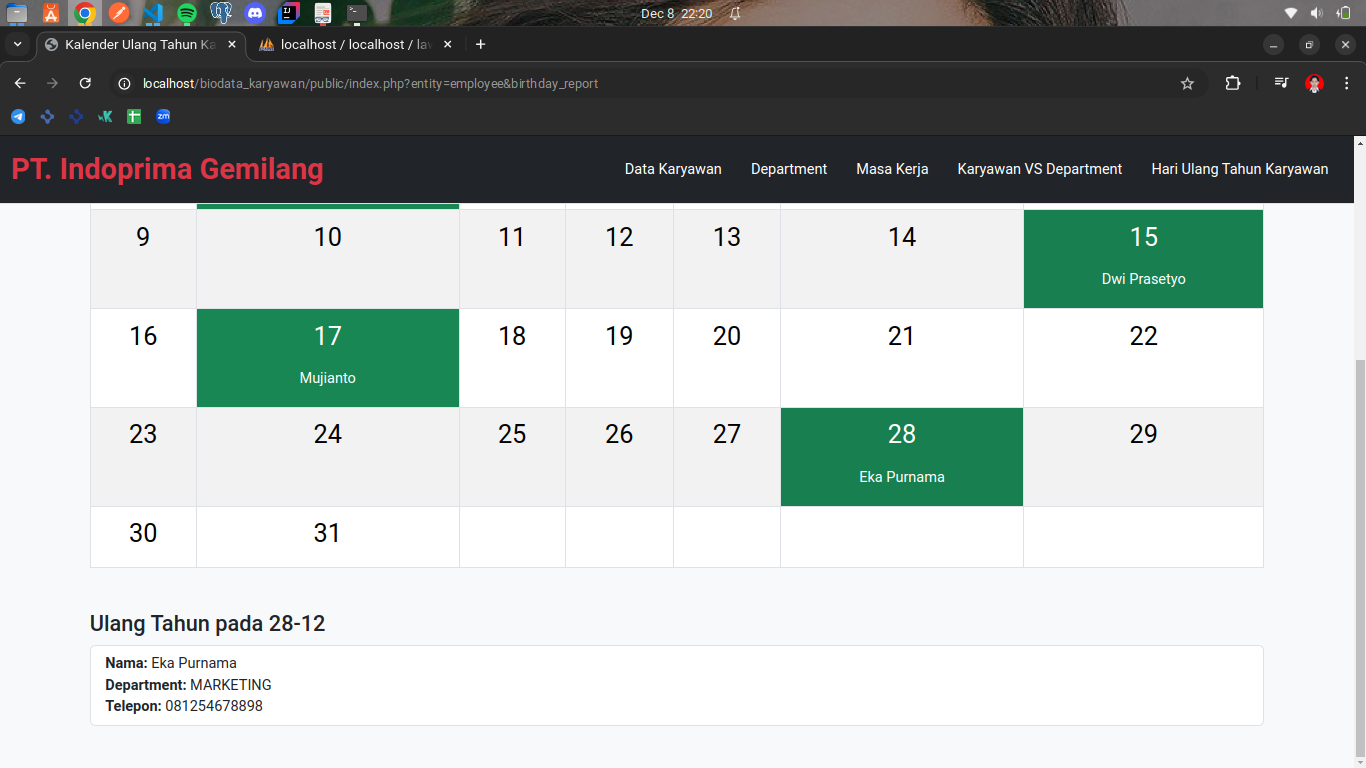 Dec 8 22:20
Kalender Ulang Tahun Ka
localhost / localhost / la
localhost/biodata_karyawan/public/index.php?entity=employee&birthday_report
zm
PT. Indoprima Gemilang
Data Karyawan
Department
Masa Kerja
Karyawan VS Department
Hari Ulang Tahun Karyawan
9 10 11 12 13 14 15
Dwi Prasetyo
16 17 18 19 20 21 22
Mujianto
23 24 25 26 27 28 29
Eka Purnama
30 31
Ulang Tahun pada 28-12
Nama: Eka Purnama
Department: MARKETING
Telepon: 081254678898